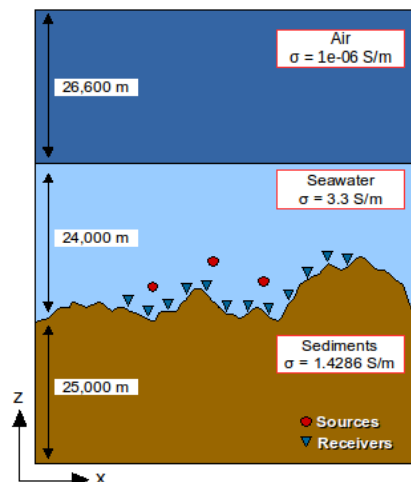 Air
σ = 1e-06 S/m
26,600 m
Seawater
σ = 3.3 S/m
24,000 m
Sediments
σ = 1.4286 S/m
25,000 m
Sources
Receivers
Z
X